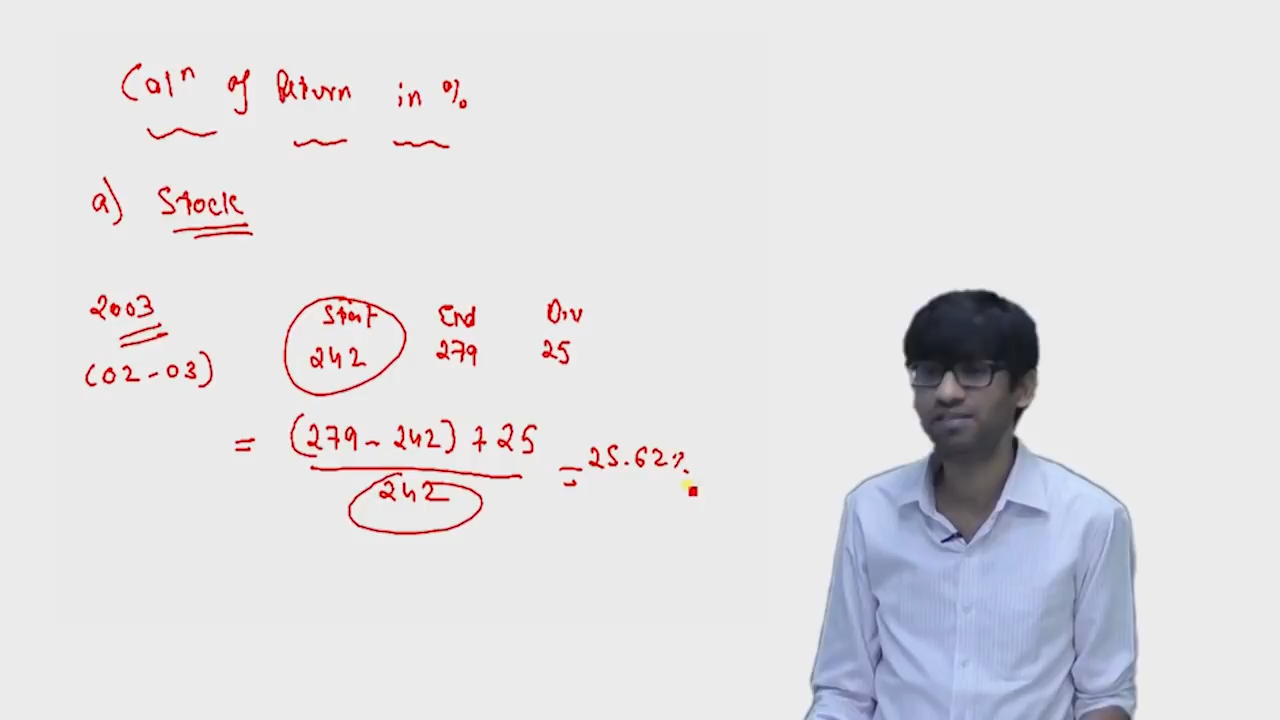 Calⁿ of Return in %
a) Stock
2003 Start End Div
(02-03) 242 279 25
= (279 - 242) + 25
242
= 25.62%